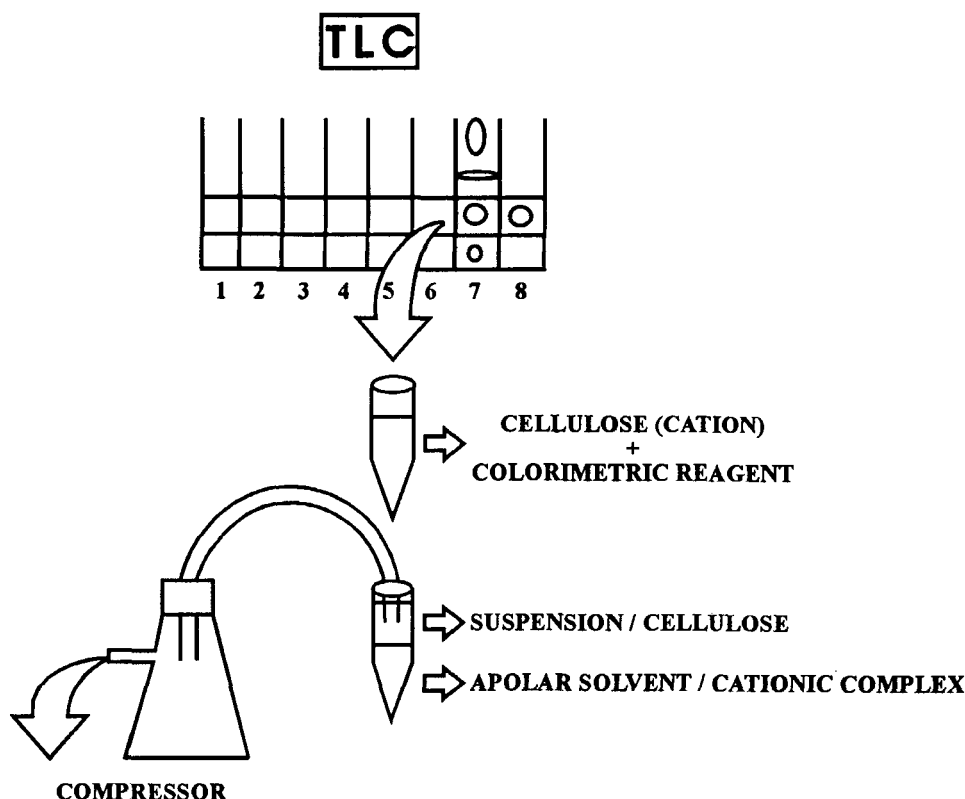 TLC
1 2 3 4 5 6 7 8
CELLULOSE (CATION)
+
COLORIMETRIC REAGENT
SUSPENSION / CELLULOSE
APOLAR SOLVENT / CATIONIC COMPLEX
COMPRESSOR